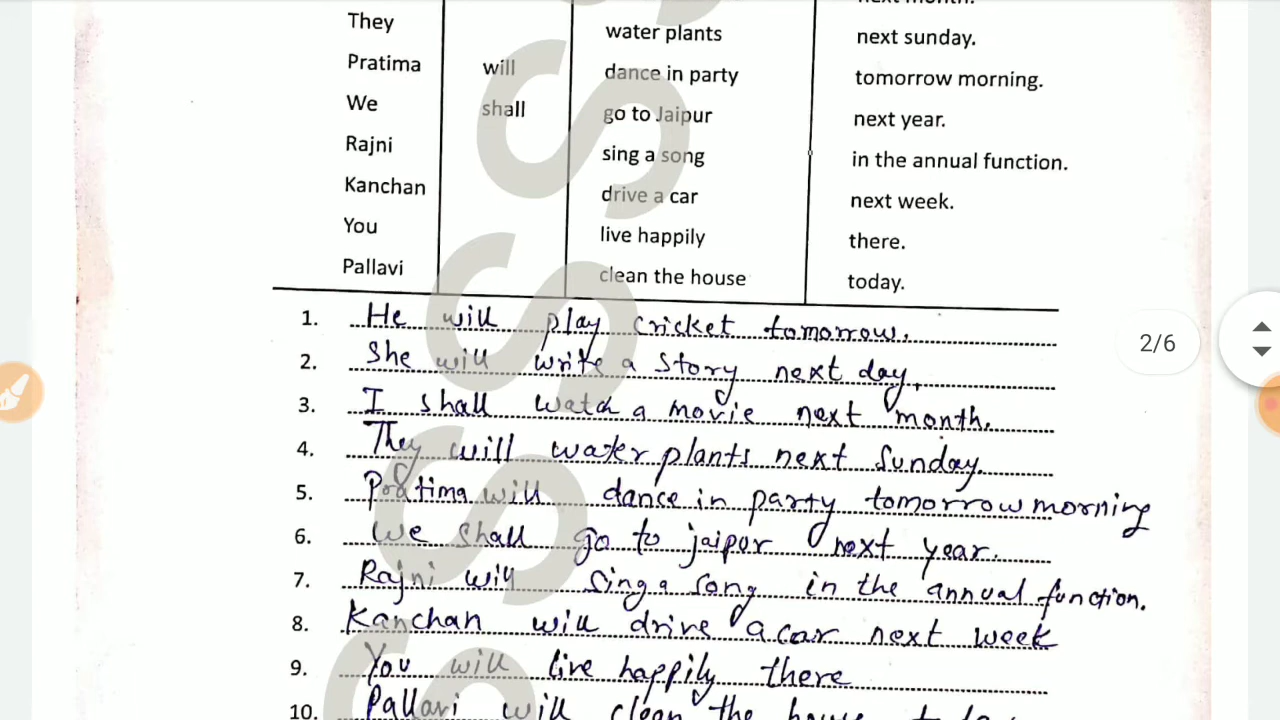 They water plants next sunday.
Pratima will dance in party tomorrow morning.
We shall go to Jaipur next year.
Rajni sing a song in the annual function.
Kanchan drive a car next week.
You live happily there.
Pallavi clean the house today.
1. He will play cricket tomorrow.
2. She will write a story next day.
3. I shall watch a movie next month.
4. They will water plants next Sunday.
5. Pratima will dance in party tomorrow morning
6. We shall go to jaipur next year.
7. Rajni will sing a song in the annual function.
8. Kanchan will drive a car next week
9. You will live happily there
10. Pallavi will clean the house today
2/6